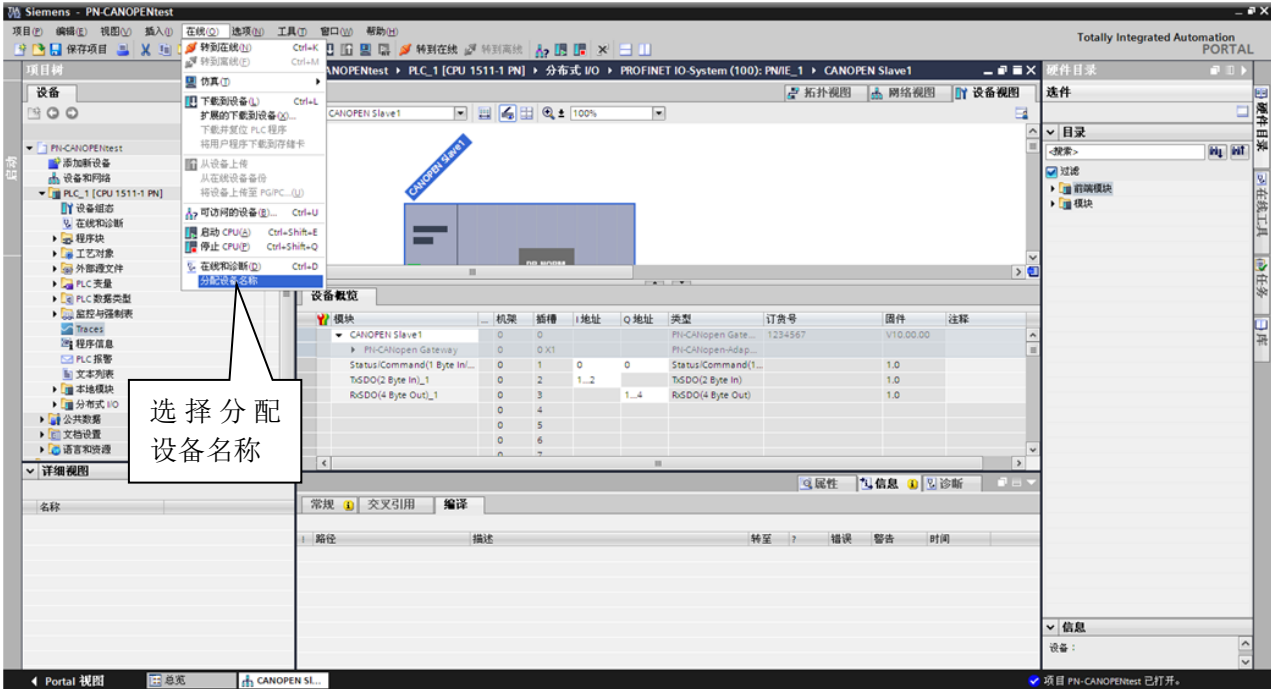 Siemens - PN-CANOPENtest
项目(P) 编辑(E) 视图(V) 插入(I) 在线(O) 选项(N) 工具(T) 窗口(W) 帮助(H)
Totally Integrated Automation
PORTAL
保存项目
转到在线 转到离线
转到在线(N) Ctrl+K
转到离线(F) Ctrl+M
仿真(T)
下载到设备(L) Ctrl+L
扩展的下载到设备(X)...
下载并复位 PLC 程序
将用户程序下载到存储卡
从设备上传
从在线设备备份
将设备上传至 PG/PC...(U)
可访问的设备(B)... Ctrl+U
启动 CPU(A) Ctrl+Shift+E
停止 CPU(P) Ctrl+Shift+Q
在线和诊断(D) Ctrl+D
分配设备名称
项目树
设备
PN-CANOPENtest
添加新设备
设备和网络
PLC_1 [CPU 1511-1 PN]
设备组态
在线和诊断
程序块
工艺对象
外部源文件
PLC 变量
PLC 数据类型
监控与强制表
Traces
程序信息
PLC 报警
文本列表
本地模块
分布式 I/O
公共数据
文档设置
语言和资源
详细视图
名称
启动
选择分配
设备名称
ANOPENtest PLC_1 [CPU 1511-1 PN] 分布式 I/O PROFINET IO-System (100): PN/IE_1 CANOPEN Slave1
拓扑视图 网络视图 设备视图
CANOPEN Slave1 100%
CANOPEN Slave1
DP-NORM
设备概览
模块 ... 机架 插槽 I 地址 Q 地址 类型 订货号 固件 注释
CANOPEN Slave1 0 0 PN-CANopen Gate... 1234567 V10.00.00
PN-CANopen Gateway 0 0 X1 PN-CANopen-Adap...
Status/Command(1 Byte In/... 0 1 0 0 Status/Command(1...  1.0
TxSDO(2 Byte In)_1 0 2 1...2 TxSDO(2 Byte In) 1.0
RxSDO(4 Byte Out)_1 0 3 1...4 RxSDO(4 Byte Out) 1.0
0 4
0 5
0 6
0 7
属性 信息 诊断
常规 交叉引用 编译
! 路径 描述 转至 ? 错误 警告 时间
硬件目录
选件
目录
<搜索>
过滤
前端模块
模块
信息
设备：
硬件目录
在线工具
任务
库
Portal 视图 总览 CANOPEN Sl...
项目 PN-CANOPENtest 已打开。